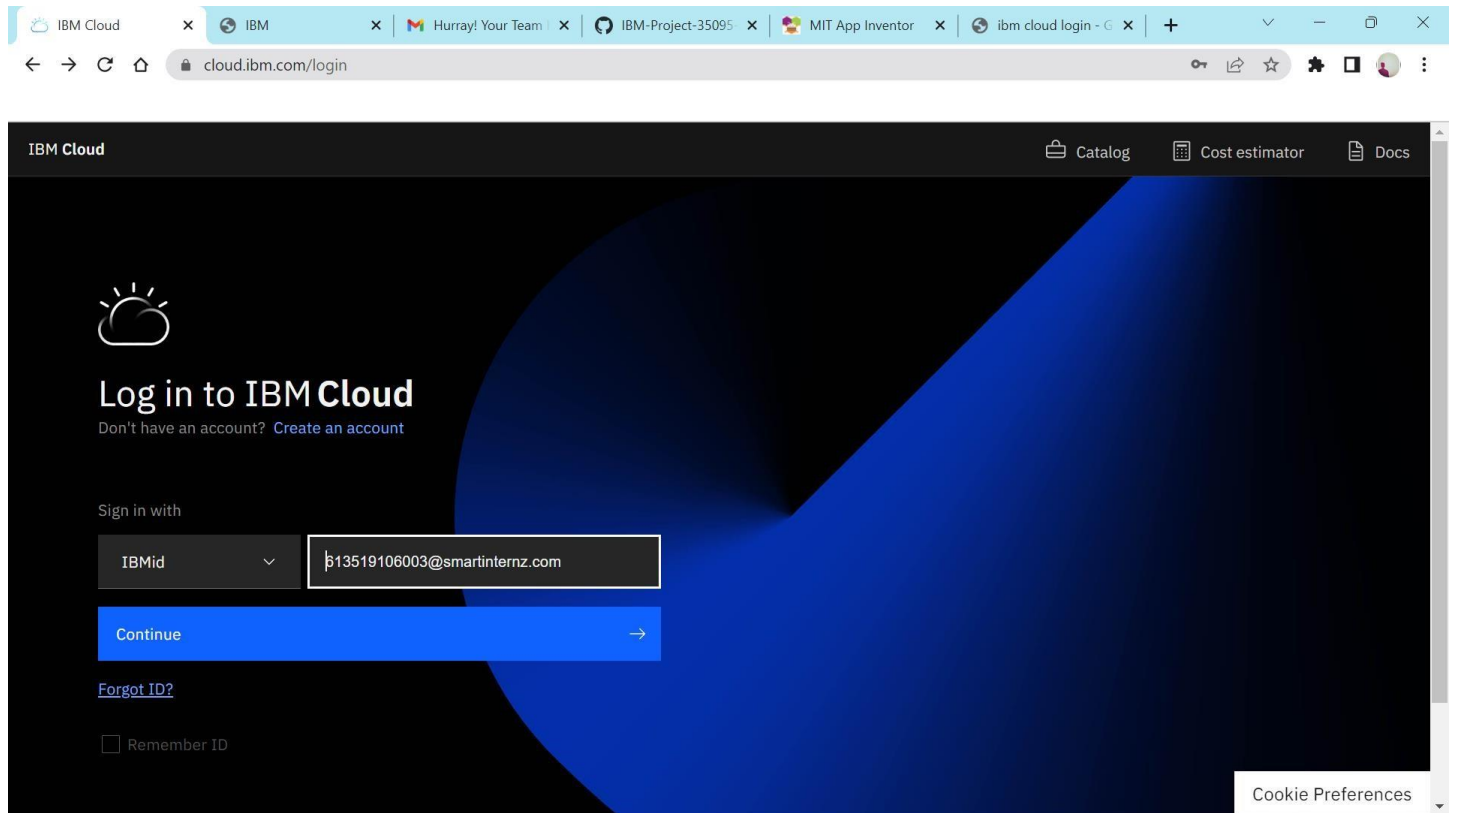 IBM Cloud
IBM
Hurray! Your Team
IBM-Project-35095-
MIT App Inventor
ibm cloud login - G
cloud.ibm.com/login
IBM Cloud
Catalog
Cost estimator
Docs
Log in to IBM Cloud
Don't have an account? Create an account
Sign in with
IBMid
613519106003@smartinternz.com
Continue
Forgot ID?
Remember ID
Cookie Preferences